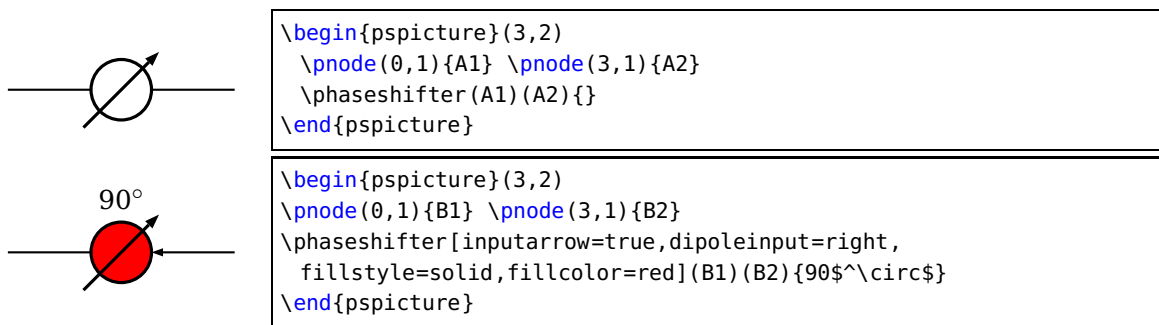 \begin{pspicture}(3,2)
\pnode(0,1){A1} \pnode(3,1){A2}
\phaseshifter(A1)(A2){}
\end{pspicture}
90°
\begin{pspicture}(3,2)
\pnode(0,1){B1} \pnode(3,1){B2}
\phaseshifter[inputarrow=true,dipoleinput=right,
fillstyle=solid,fillcolor=red](B1)(B2){90$^\circ$}
\end{pspicture}